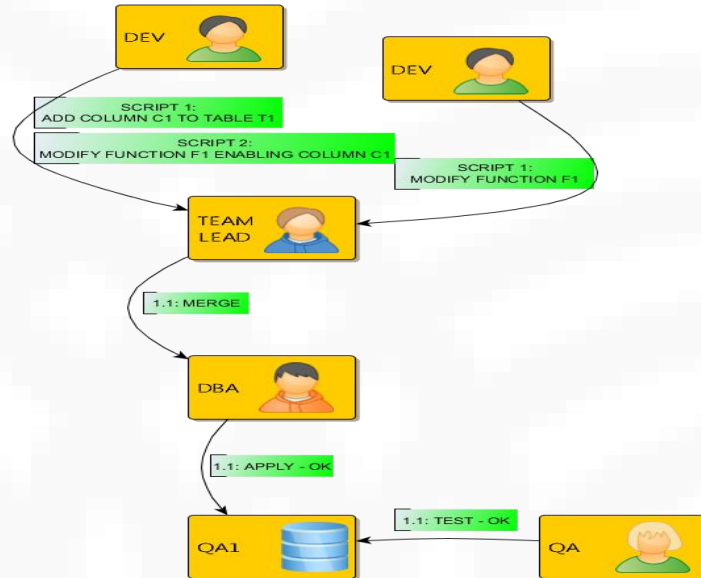 DEV
DEV
SCRIPT 1:
ADD COLUMN C1 TO TABLE T1
SCRIPT 2:
MODIFY FUNCTION F1 ENABLING COLUMN C1
SCRIPT 1:
MODIFY FUNCTION F1
TEAM
LEAD
1.1: MERGE
DBA
1.1: APPLY - OK
1.1: TEST - OK
QA1
QA